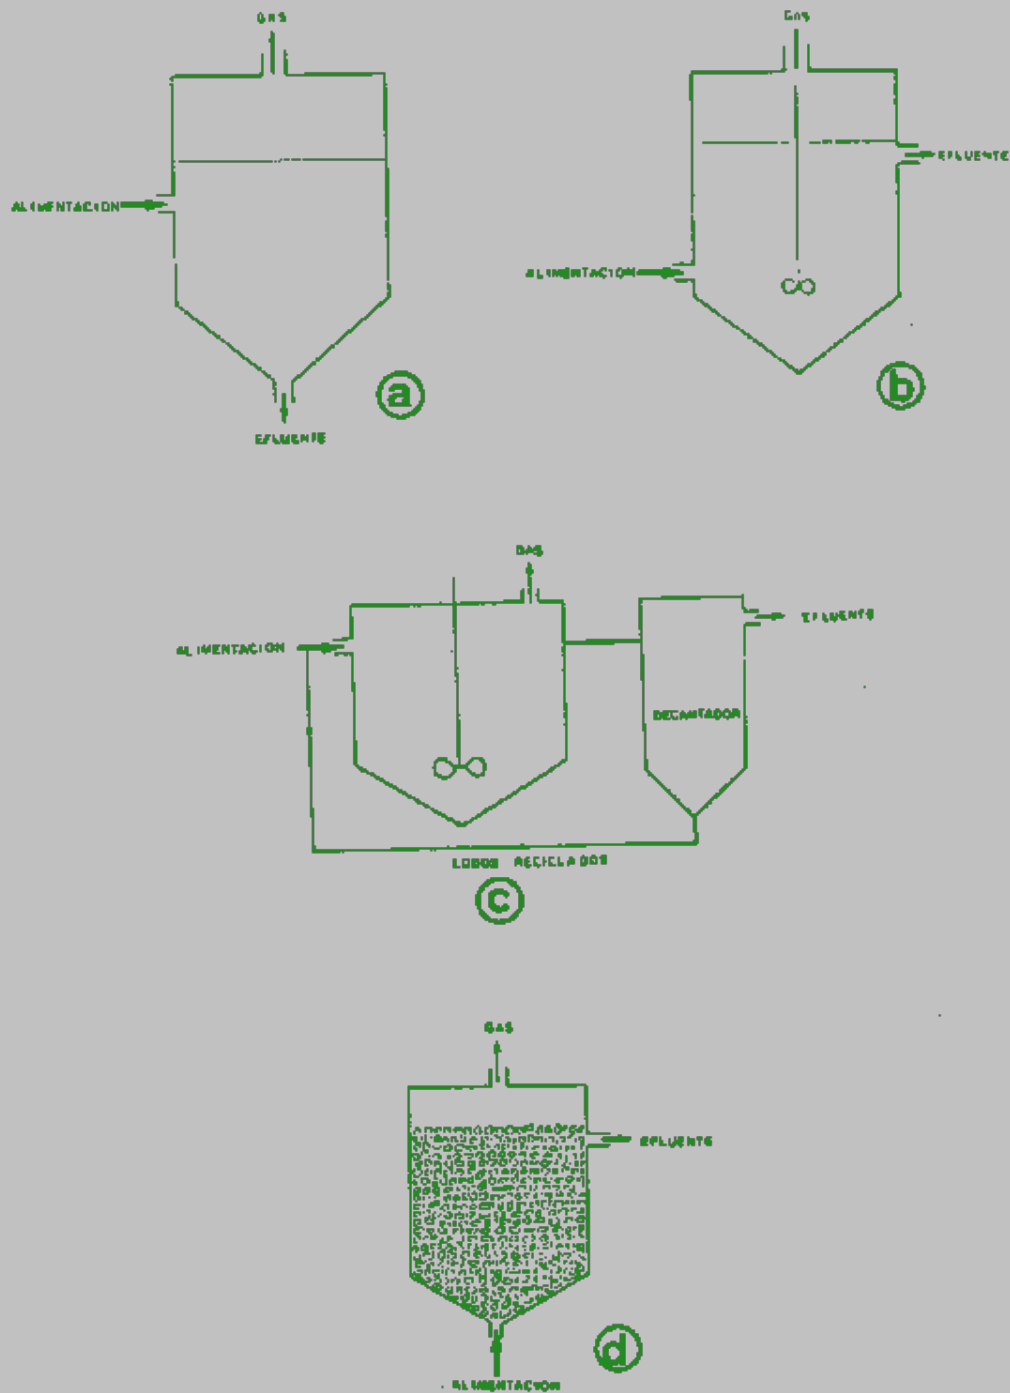 GAS
ALIMENTACION
EFLUENTE
a
GAS
EFLUENTE
ALIMENTACION
b
GAS
ALIMENTACION
EFLUENTE
DECANTADOR
LODOS RECICLADOS
c
GAS
EFLUENTE
d
ALIMENTACION